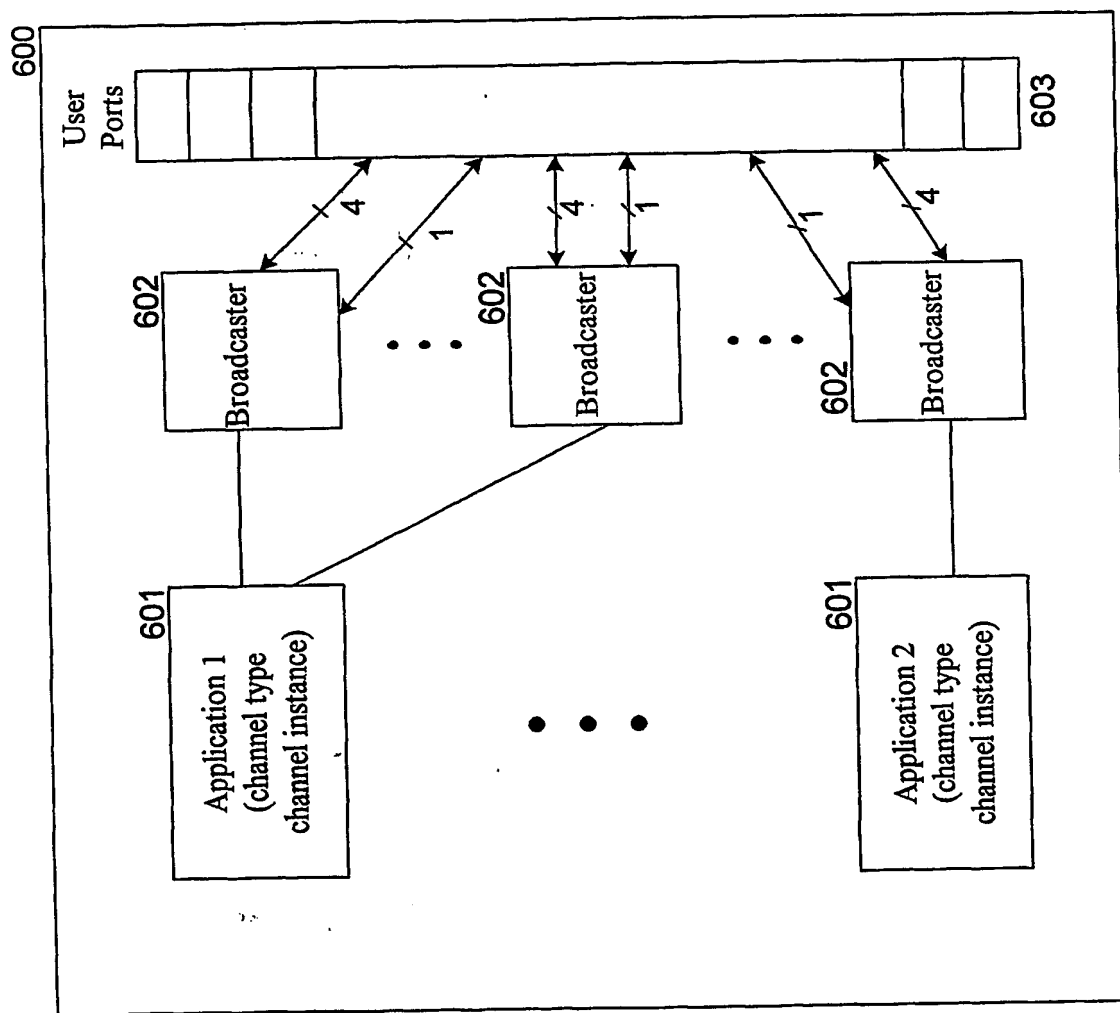 600
User
Ports
603
602
Broadcaster
4
1
602
Broadcaster
4
1
602
Broadcaster
1
4
601
Application 1
(channel type
channel instance)
601
Application 2
(channel type
channel instance)